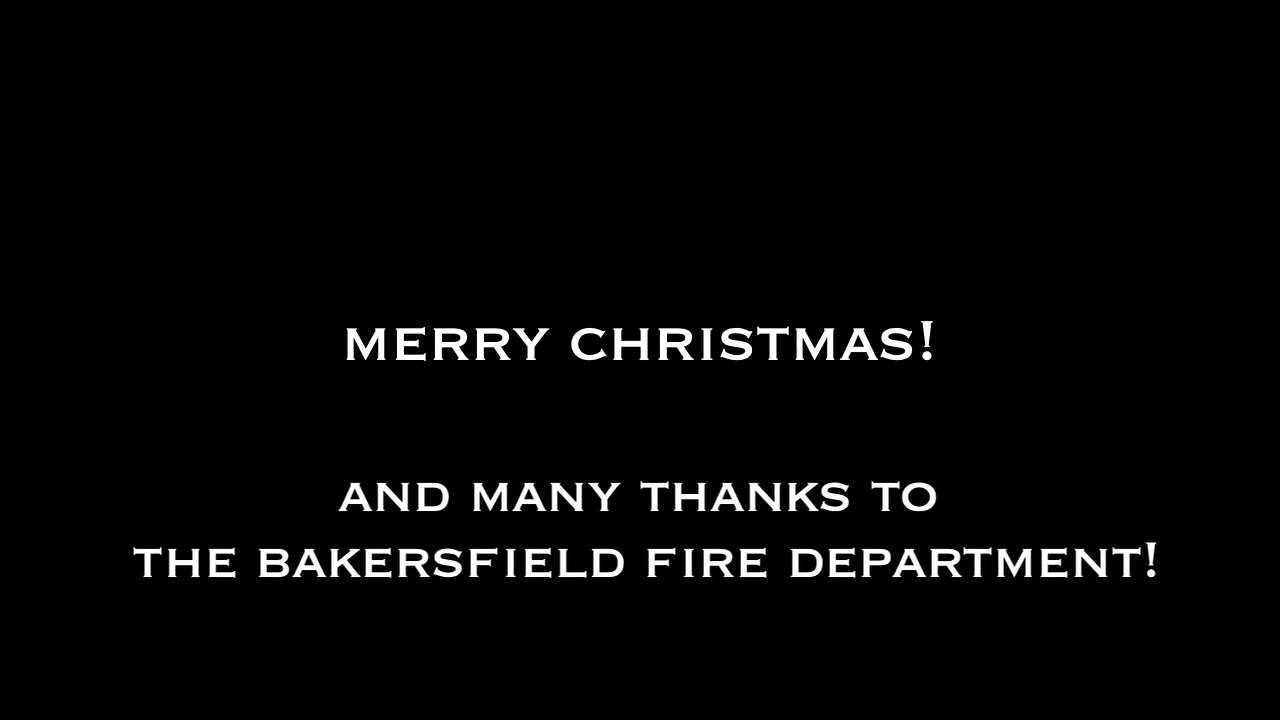 MERRY CHRISTMAS!
AND MANY THANKS TO
THE BAKERSFIELD FIRE DEPARTMENT!